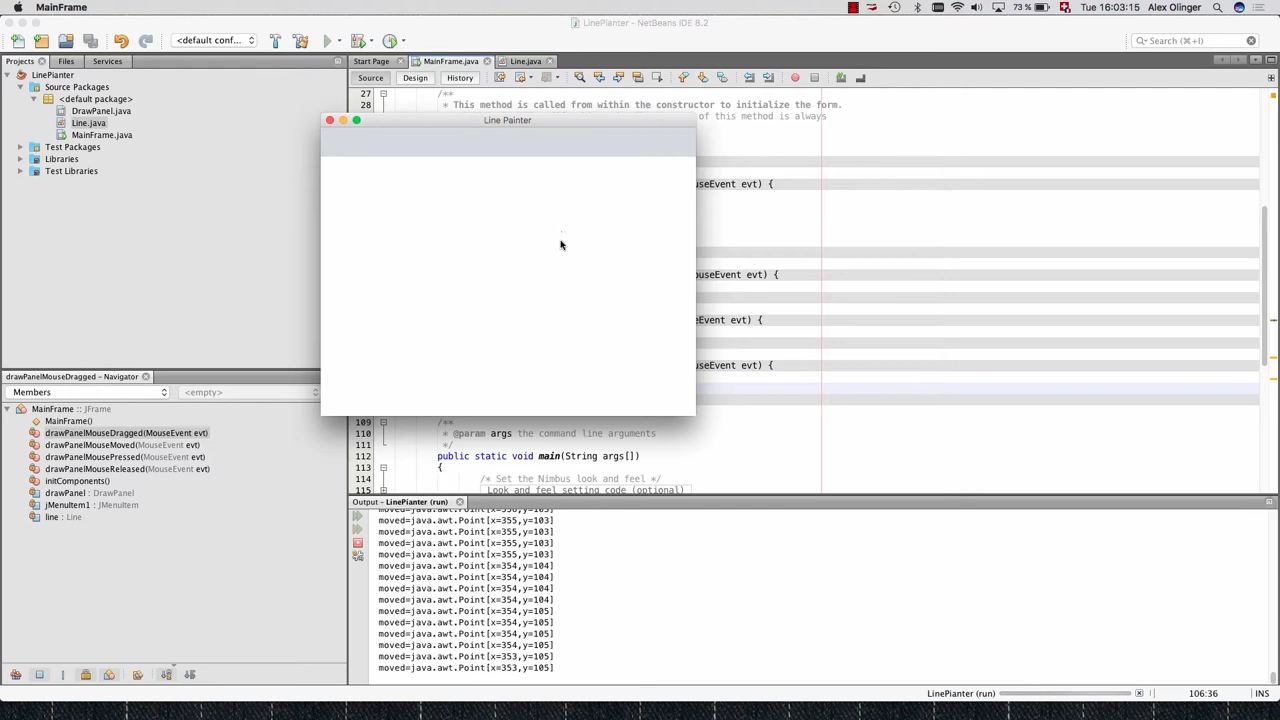 MainFrame
73 %
Tue 16:03:15
Alex Olinger
LinePianter - NetBeans IDE 8.2
<default conf...
Search (⌘+I)
Projects
Files
Services
Start Page
MainFrame.java
Line.java
LinePianter
Source Packages
<default package>
DrawPanel.java
Line.java
MainFrame.java
Test Packages
Libraries
Test Libraries
Source
Design
History
27
/**
28
* This method is called from within the constructor to initialize the form.
of this method is always
Line Painter
useEvent evt) {
ouseEvent evt) {
eEvent evt) {
useEvent evt) {
109
/**
110
* @param args the command line arguments
111
*/
112
public static void main(String args[])
113
{
114
/* Set the Nimbus look and feel */
115
Look and feel setting code (optional)
drawPanelMouseDragged - Navigator
Members
<empty>
MainFrame :: JFrame
MainFrame()
drawPanelMouseDragged(MouseEvent evt)
drawPanelMouseMoved(MouseEvent evt)
drawPanelMousePressed(MouseEvent evt)
drawPanelMouseReleased(MouseEvent evt)
initComponents()
drawPanel : DrawPanel
jMenuItem1 : JMenuItem
line : Line
Output - LinePianter (run)
moved=java.awt.Point[x=355,y=103]
moved=java.awt.Point[x=355,y=103]
moved=java.awt.Point[x=355,y=103]
moved=java.awt.Point[x=355,y=103]
moved=java.awt.Point[x=354,y=104]
moved=java.awt.Point[x=354,y=104]
moved=java.awt.Point[x=354,y=104]
moved=java.awt.Point[x=354,y=104]
moved=java.awt.Point[x=354,y=105]
moved=java.awt.Point[x=354,y=105]
moved=java.awt.Point[x=354,y=105]
moved=java.awt.Point[x=354,y=105]
moved=java.awt.Point[x=353,y=105]
moved=java.awt.Point[x=353,y=105]
LinePianter (run)
106:36
INS